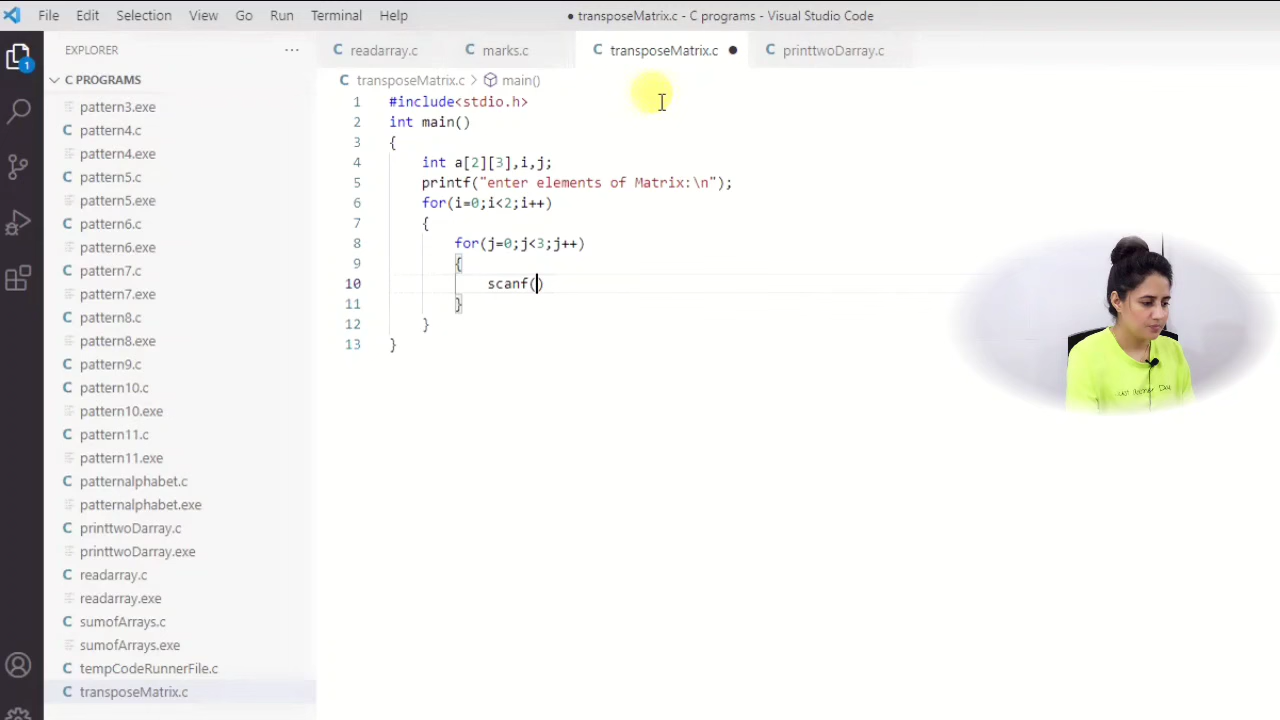 File Edit Selection View Go Run Terminal Help
● transposeMatrix.c - C programs - Visual Studio Code
EXPLORER ...
C readarray.c C marks.c C transposeMatrix.c ● C printtwoDarray.c
C PROGRAMS
C transposeMatrix.c > main()
1
pattern3.exe
C pattern4.c
pattern4.exe
C pattern5.c
pattern5.exe
C pattern6.c
pattern6.exe
C pattern7.c
pattern7.exe
C pattern8.c
pattern8.exe
C pattern9.c
C pattern10.c
pattern10.exe
C pattern11.c
pattern11.exe
C patternalphabet.c
patternalphabet.exe
C printtwoDarray.c
printtwoDarray.exe
C readarray.c
readarray.exe
C sumofArrays.c
sumofArrays.exe
C tempCodeRunnerFile.c
C transposeMatrix.c
1 #include<stdio.h>
2 int main()
3 {
4 int a[2][3],i,j;
5 printf("enter elements of Matrix:\n");
6 for(i=0;i<2;i++)
7 {
8 for(j=0;j<3;j++)
9 {
10 scanf()
11 }
12 }
13 }